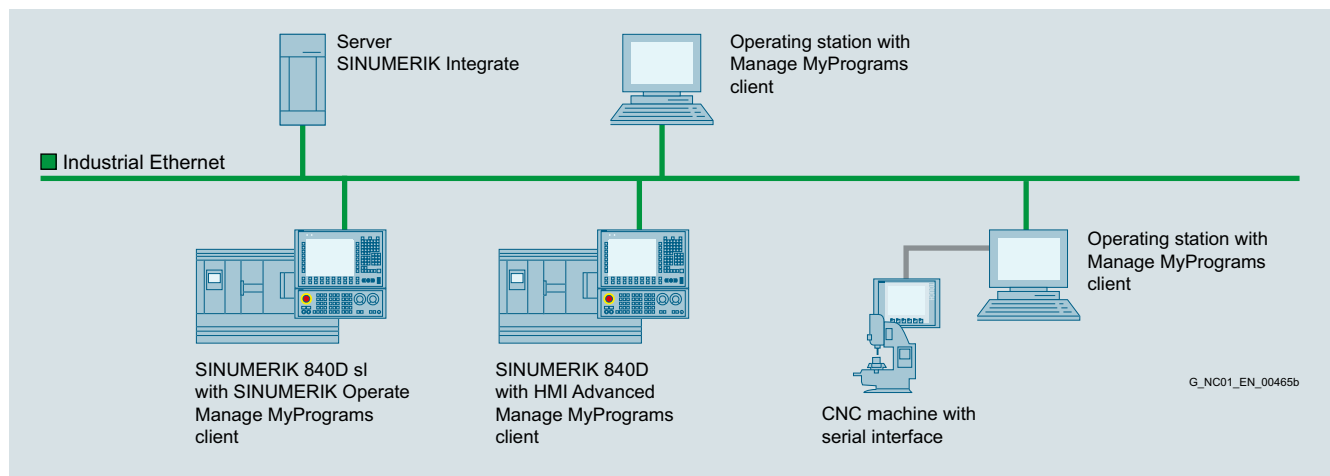 Server
SINUMERIK Integrate
Operating station with
Manage MyPrograms
client
Industrial Ethernet
Operating station with
Manage MyPrograms
client
SINUMERIK 840D sl
with SINUMERIK Operate
Manage MyPrograms
client
SINUMERIK 840D
with HMI Advanced
Manage MyPrograms
client
CNC machine with
serial interface
G_NC01_EN_00465b